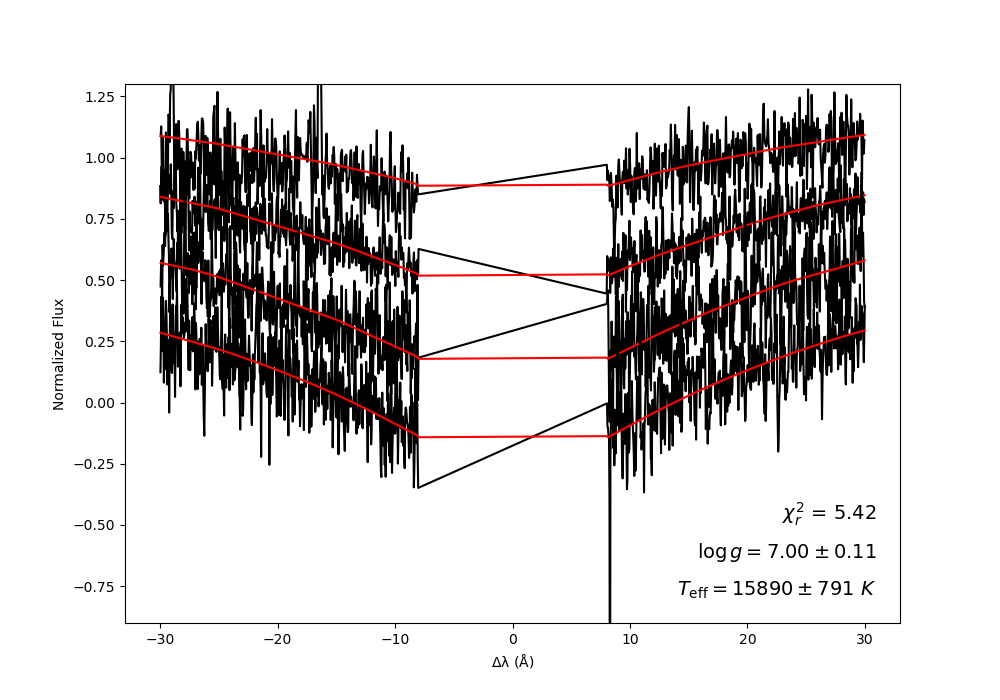 1.25
1.00
0.75
0.50
0.25
0.00
−0.25
−0.50
−0.75
Normalized Flux
χ²ᵣ = 5.42
log g = 7.00 ± 0.11
T_eff = 15890 ± 791 K
−30 −20 −10 0 10 20 30
Δλ (Å)